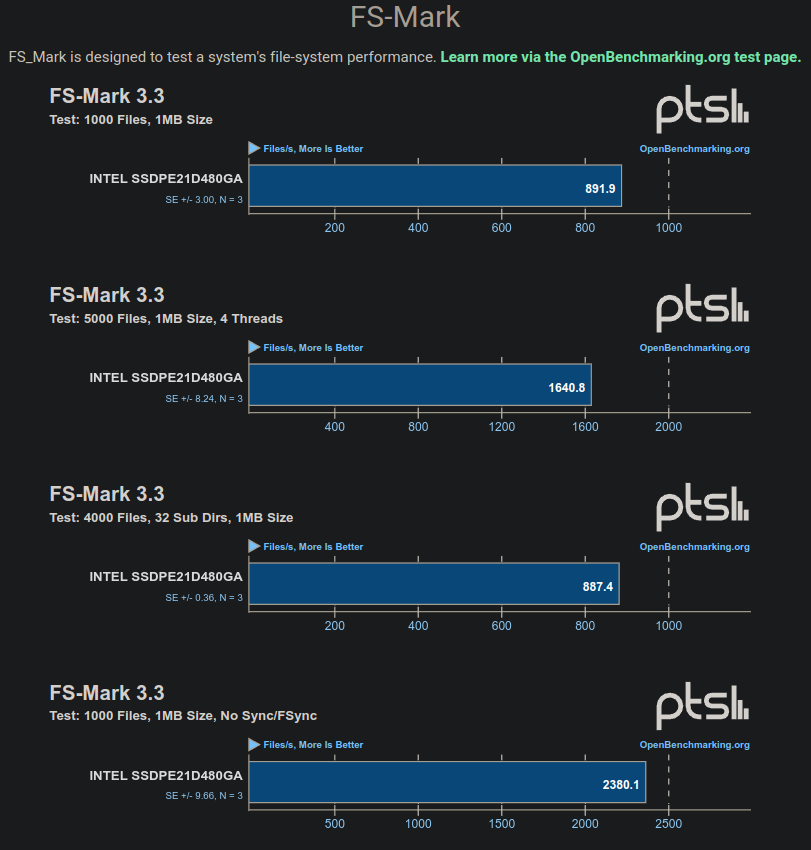 FS-Mark
FS_Mark is designed to test a system's file-system performance. Learn more via the OpenBenchmarking.org test page.
FS-Mark 3.3
Test: 1000 Files, 1MB Size
ptsl
Files/s, More Is Better
OpenBenchmarking.org
INTEL SSDPE21D480GA
SE +/- 3.00, N = 3
891.9
200 400 600 800 1000
FS-Mark 3.3
Test: 5000 Files, 1MB Size, 4 Threads
ptsl
Files/s, More Is Better
OpenBenchmarking.org
INTEL SSDPE21D480GA
SE +/- 8.24, N = 3
1640.8
400 800 1200 1600 2000
FS-Mark 3.3
Test: 4000 Files, 32 Sub Dirs, 1MB Size
ptsl
Files/s, More Is Better
OpenBenchmarking.org
INTEL SSDPE21D480GA
SE +/- 0.36, N = 3
887.4
200 400 600 800 1000
FS-Mark 3.3
Test: 1000 Files, 1MB Size, No Sync/FSync
ptsl
Files/s, More Is Better
OpenBenchmarking.org
INTEL SSDPE21D480GA
SE +/- 9.66, N = 3
2380.1
500 1000 1500 2000 2500